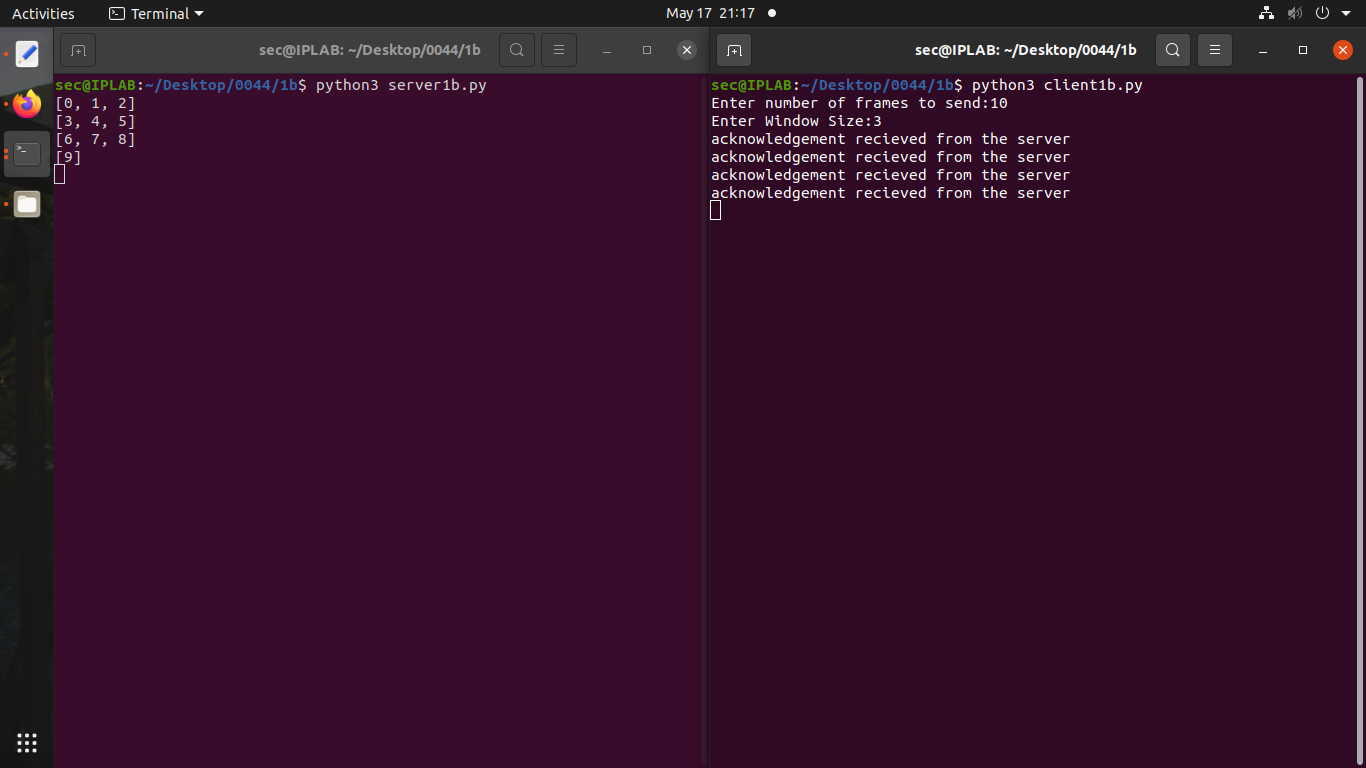 Activities
Terminal
May 17 21:17
sec@IPLAB: ~/Desktop/0044/1b
sec@IPLAB:~/Desktop/0044/1b$ python3 server1b.py
[0, 1, 2]
[3, 4, 5]
[6, 7, 8]
[9]
sec@IPLAB: ~/Desktop/0044/1b
sec@IPLAB:~/Desktop/0044/1b$ python3 client1b.py
Enter number of frames to send:10
Enter Window Size:3
acknowledgement recieved from the server
acknowledgement recieved from the server
acknowledgement recieved from the server
acknowledgement recieved from the server